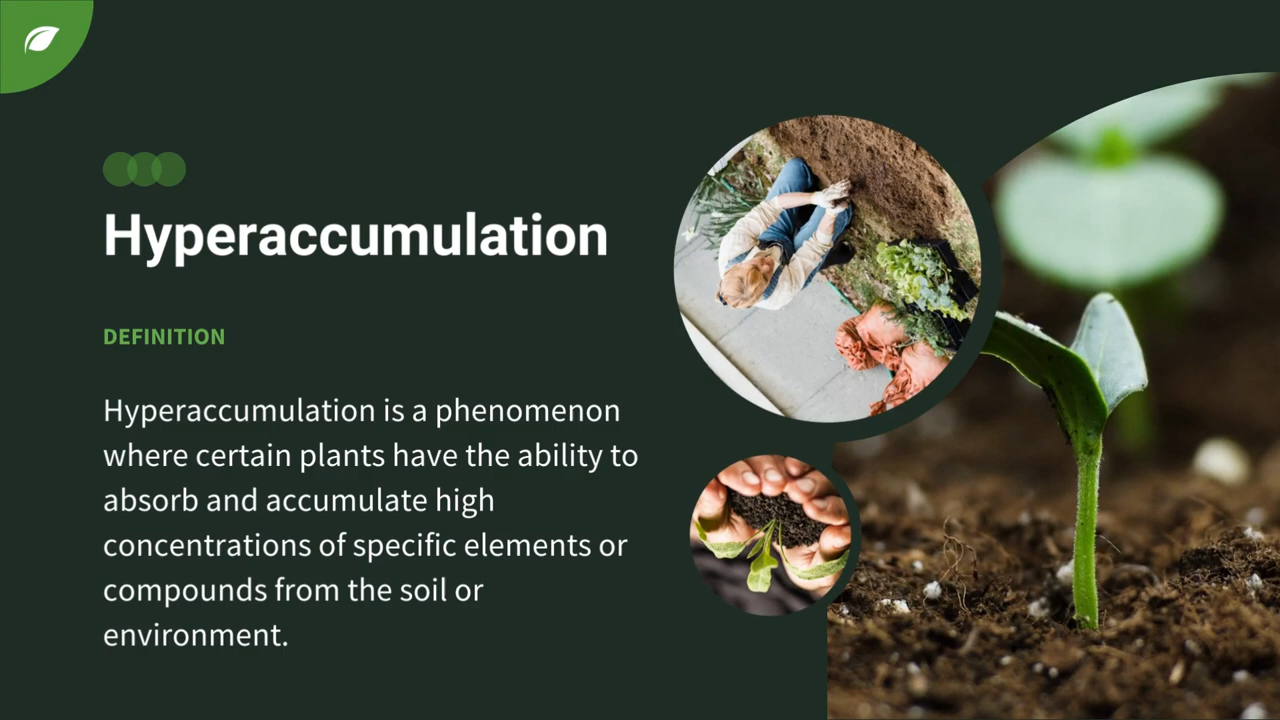 Hyperaccumulation
DEFINITION
Hyperaccumulation is a phenomenon
where certain plants have the ability to
absorb and accumulate high
concentrations of specific elements or
compounds from the soil or
environment.